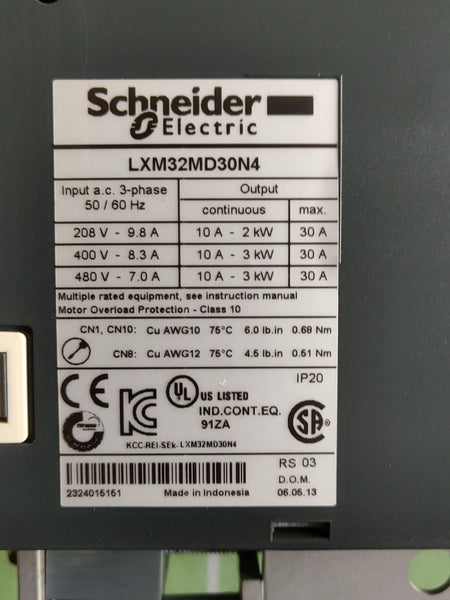 Schneider
Electric
LXM32MD30N4
Input a.c. 3-phase
50 / 60 Hz
Output
continuous
max.
208 V - 9.8 A
10 A - 2 kW
30 A
400 V - 8.3 A
10 A - 3 kW
30 A
480 V - 7.0 A
10 A - 3 kW
30 A
Multiple rated equipment, see instruction manual
Motor Overload Protection - Class 10
CN1, CN10: Cu AWG10 75°C 6.0 lb.in 0.68 Nm
CN8: Cu AWG12 75°C 4.5 lb.in 0.51 Nm
CE
UL
US LISTED
IND.CONT.EQ.
91ZA
IP20
KCC-REI-SEk-LXM32MD30N4
RS 03
D.O.M.
2324015151
Made in Indonesia
06.05.13